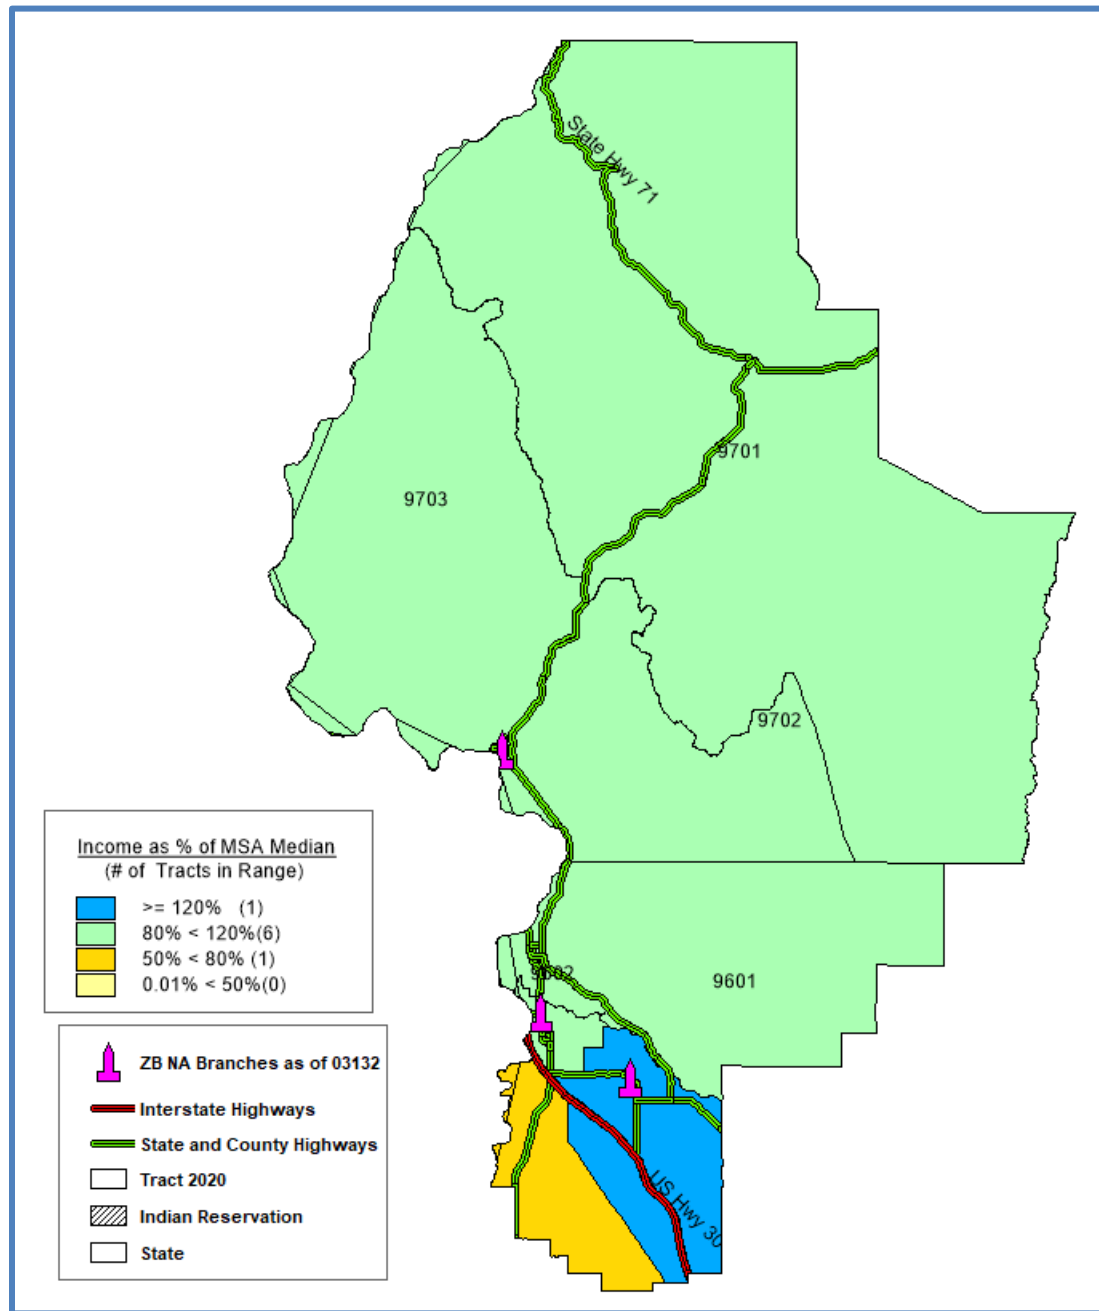 State Hwy 71
9701
9703
9702
9602
9601
US Hwy 30
Income as % of MSA Median
(# of Tracts in Range)
>= 120% (1)
80% < 120%(6)
50% < 80% (1)
0.01% < 50%(0)
ZB NA Branches as of 03132
Interstate Highways
State and County Highways
Tract 2020
Indian Reservation
State